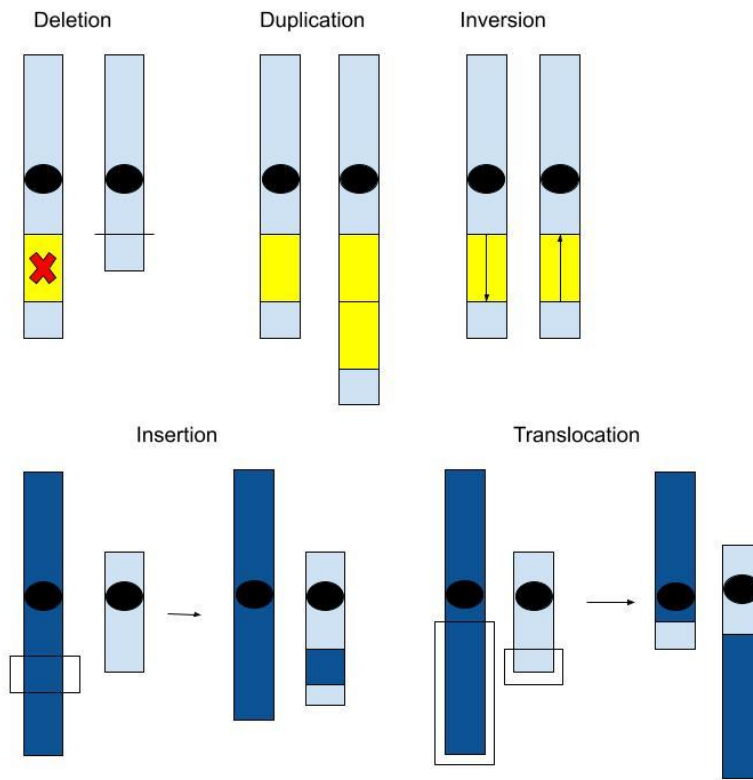 Deletion
Duplication
Inversion
Insertion
Translocation